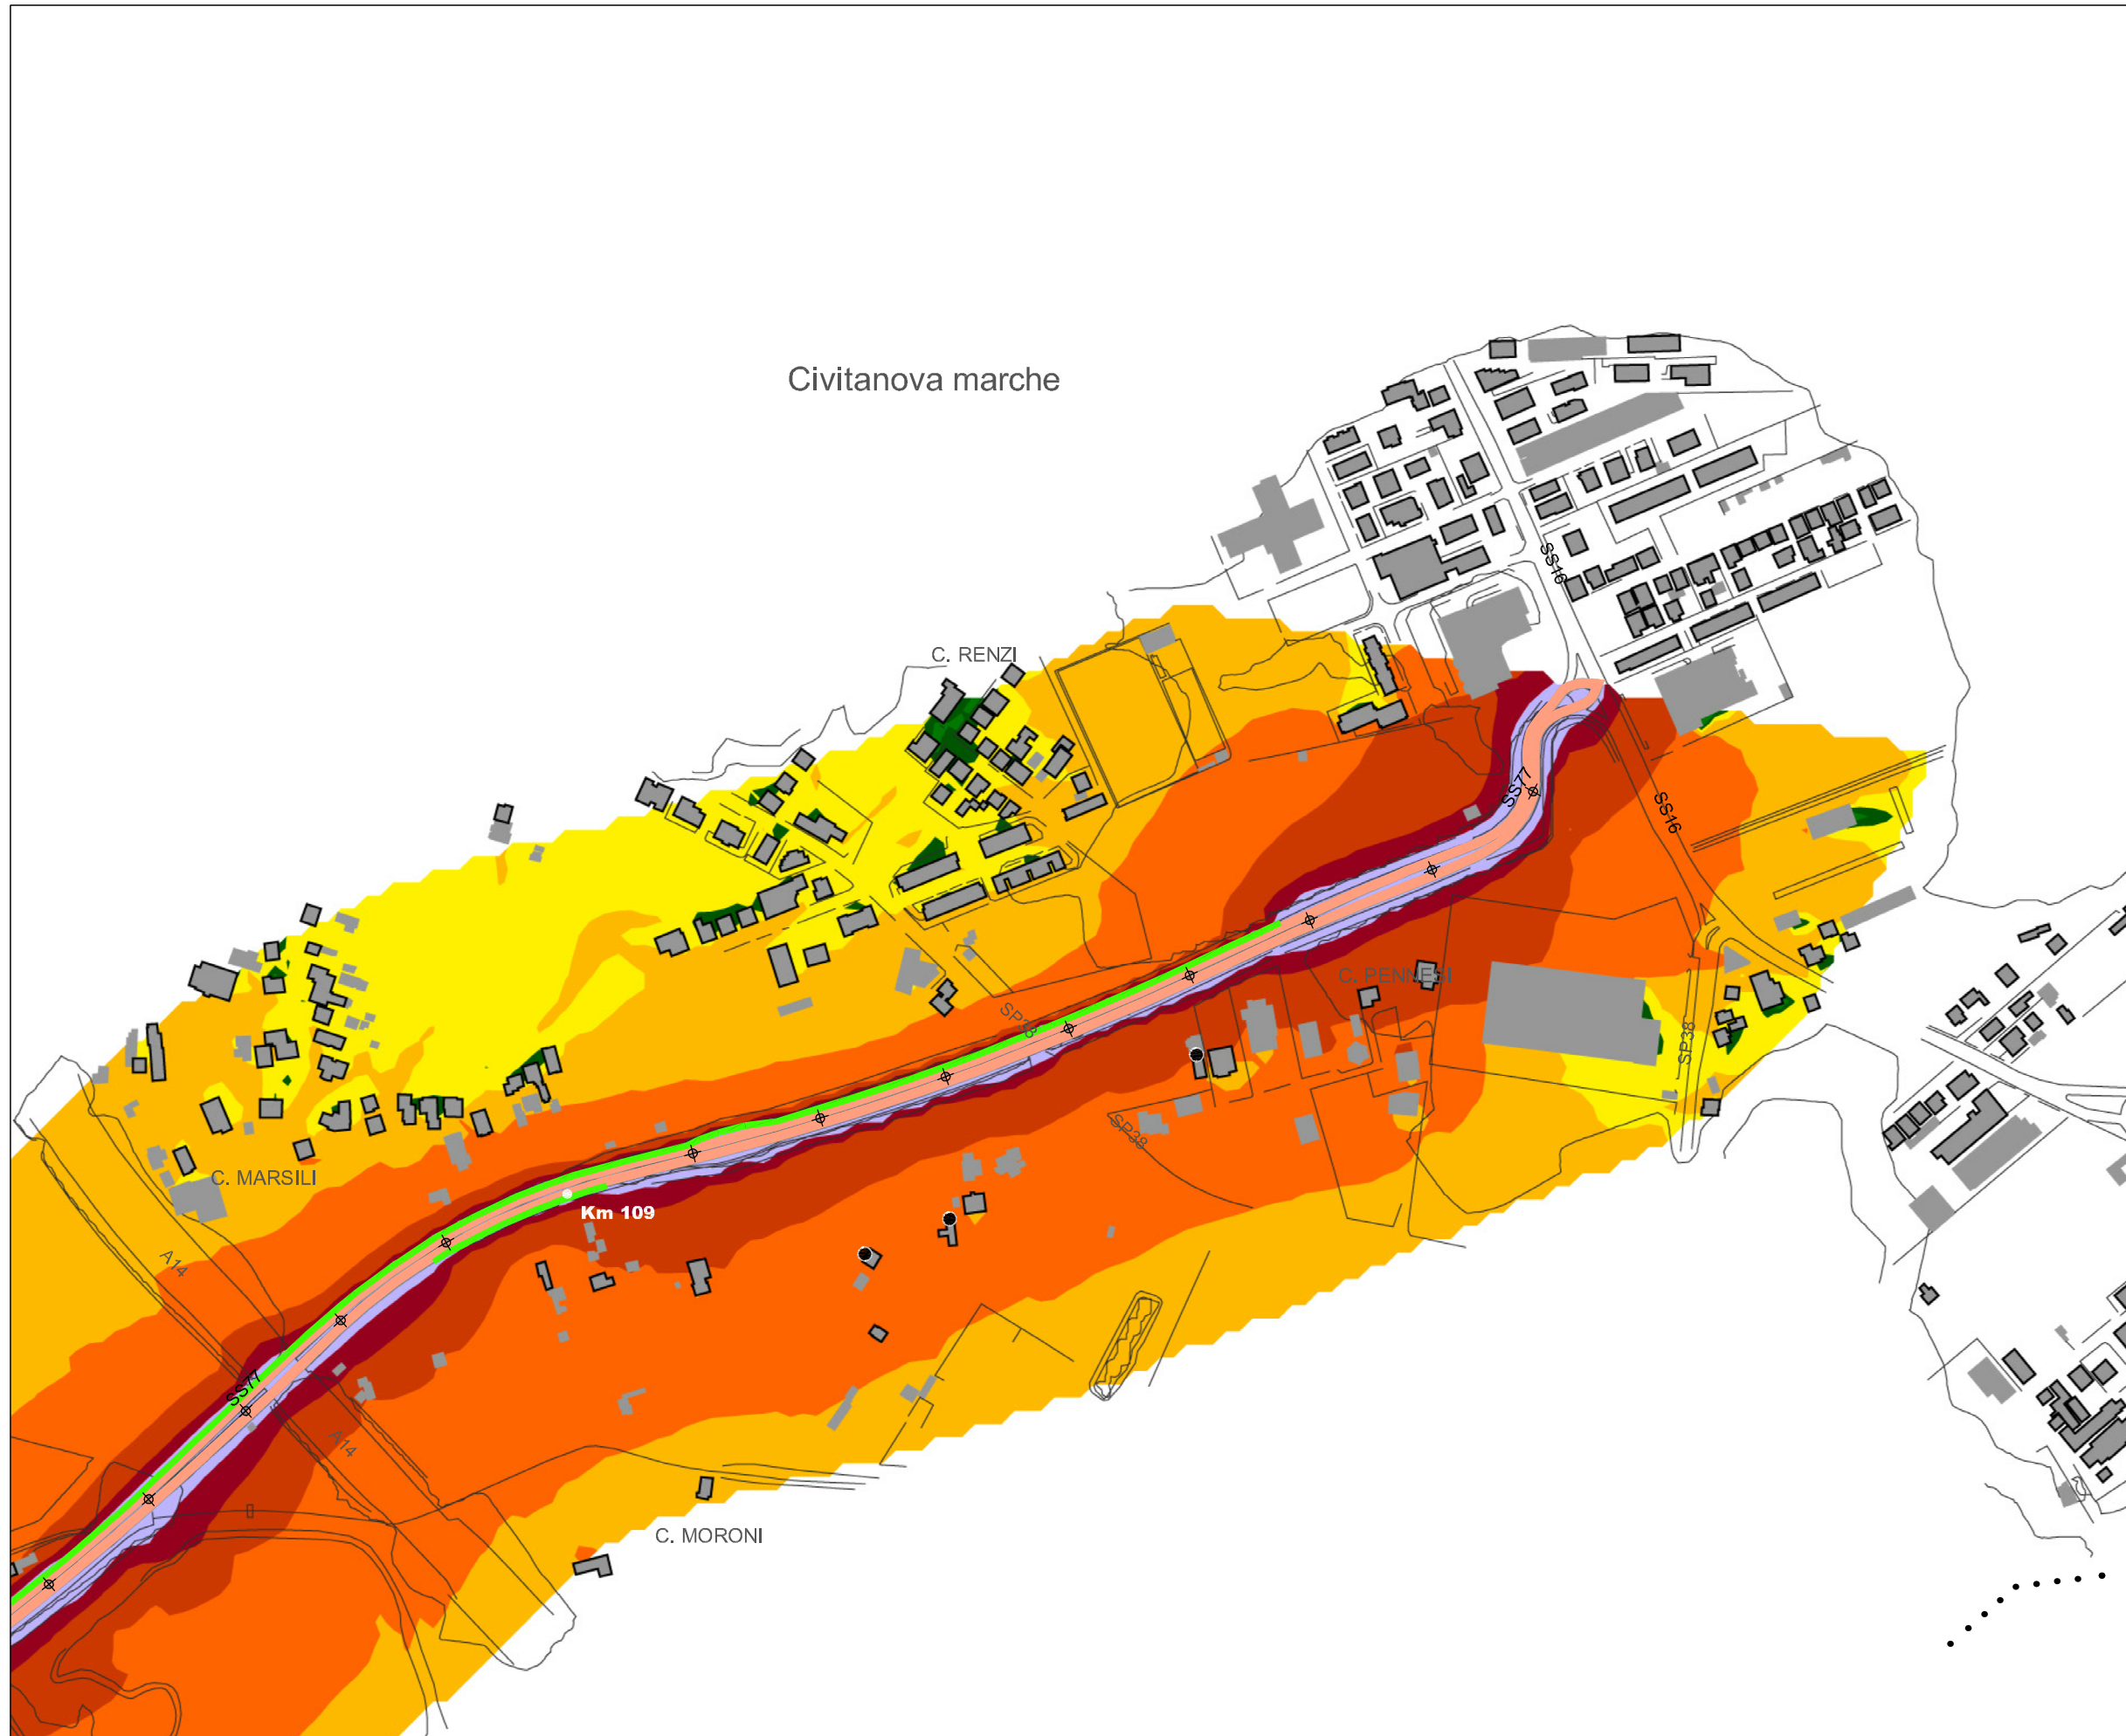 Civitanova marche
SS16
C. RENZI
SS77
SS16
C. PENNESI
SP38
SP38
SP38
C. MARSILI
Km 109
A14
SS77
A14
C. MORONI